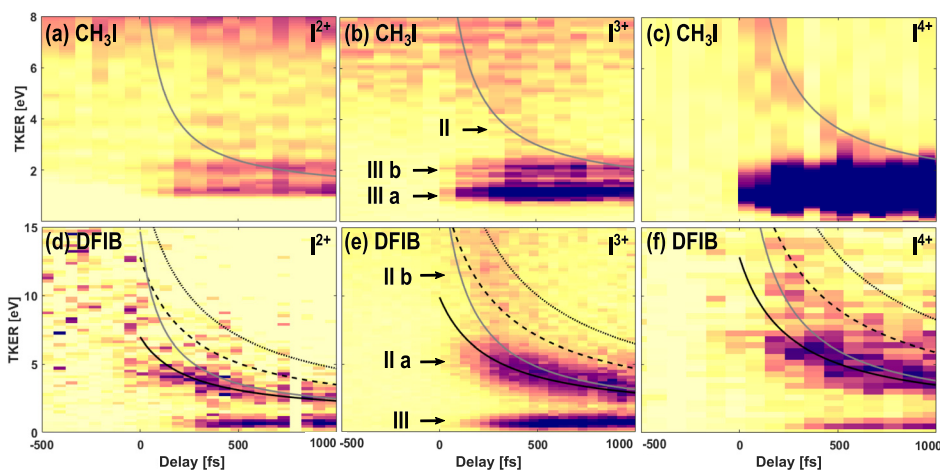 (a) CH3I I2+
(b) CH3I I3+
(c) CH3I I4+
8
6
4
2
TKER [eV]
II
III b
III a
(d) DFIB I2+
(e) DFIB I3+
(f) DFIB I4+
15
10
5
0
TKER [eV]
II b
II a
III
-500 0 500 1000
-500 0 500 1000
-500 0 500 1000
Delay [fs] Delay [fs] Delay [fs]